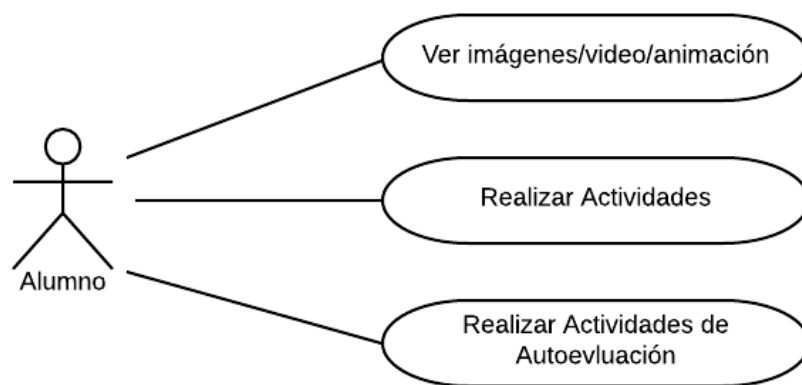 Ver imágenes/video/animación
Realizar Actividades
Alumno
Realizar Actividades de
Autoevluación